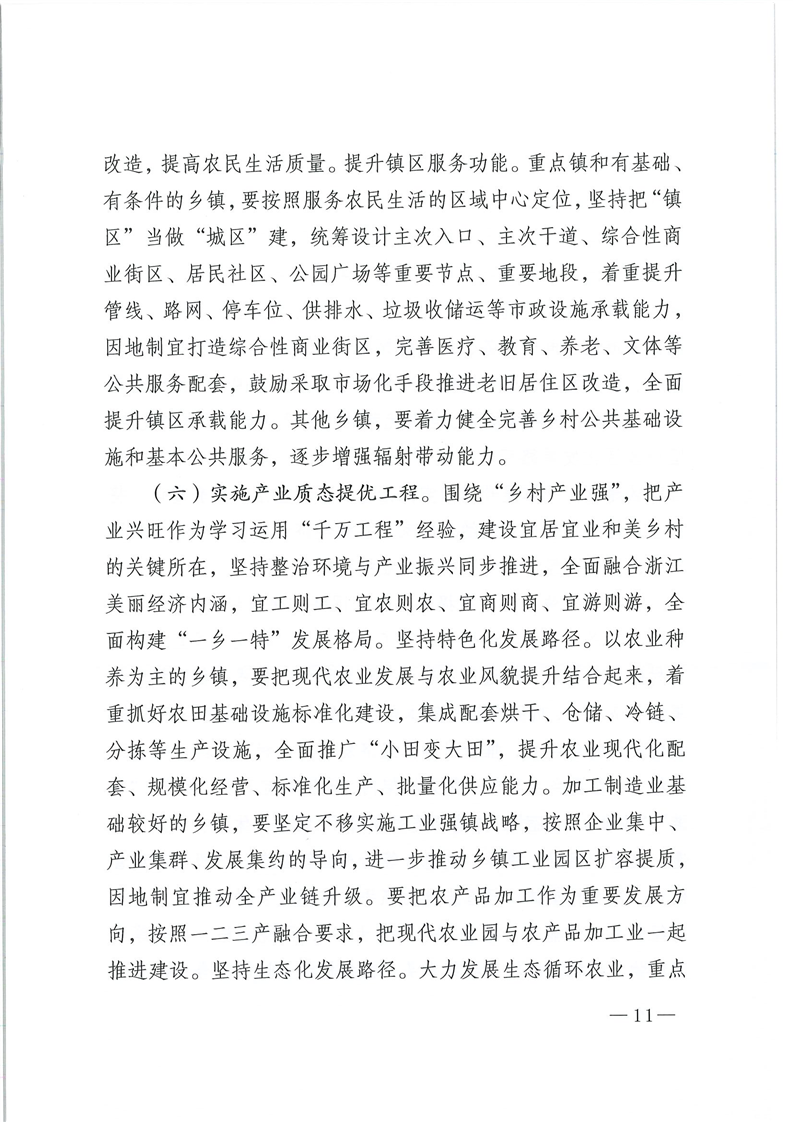 改造，提高农民生活质量。提升镇区服务功能。重点镇和有基础、
有条件的乡镇，要按照服务农民生活的区域中心定位，坚持把“镇
区”当做“城区”建，统筹设计主次入口、主次干道、综合性商
业街区、居民社区、公园广场等重要节点、重要地段，着重提升
管线、路网、停车位、供排水、垃圾收储运等市政设施承载能力，
因地制宜打造综合性商业街区，完善医疗、教育、养老、文体等
公共服务配套，鼓励采取市场化手段推进老旧居住区改造，全面
提升镇区承载能力。其他乡镇，要着力健全完善乡村公共基础设
施和基本公共服务，逐步增强辐射带动能力。
（六）实施产业质态提优工程。围绕“乡村产业强”，把产
业兴旺作为学习运用“千万工程”经验，建设宜居宜业和美乡村
的关键所在，坚持整治环境与产业振兴同步推进，全面融合浙江
美丽经济内涵，宜工则工、宜农则农、宜商则商、宜游则游，全
面构建“一乡一特”发展格局。坚持特色化发展路径。以农业种
养为主的乡镇，要把现代农业发展与农业风貌提升结合起来，着
重抓好农田基础设施标准化建设，集成配套烘干、仓储、冷链、
分拣等生产设施，全面推广“小田变大田”，提升农业现代化配
套、规模化经营、标准化生产、批量化供应能力。加工制造业基
础较好的乡镇，要坚定不移实施工业强镇战略，按照企业集中、
产业集群、发展集约的导向，进一步推动乡镇工业园区扩容提质，
因地制宜推动全产业链升级。要把农产品加工作为重要发展方
向，按照一二三产融合要求，把现代农业园与农产品加工业一起
推进建设。坚持生态化发展路径。大力发展生态循环农业，重点
—11—